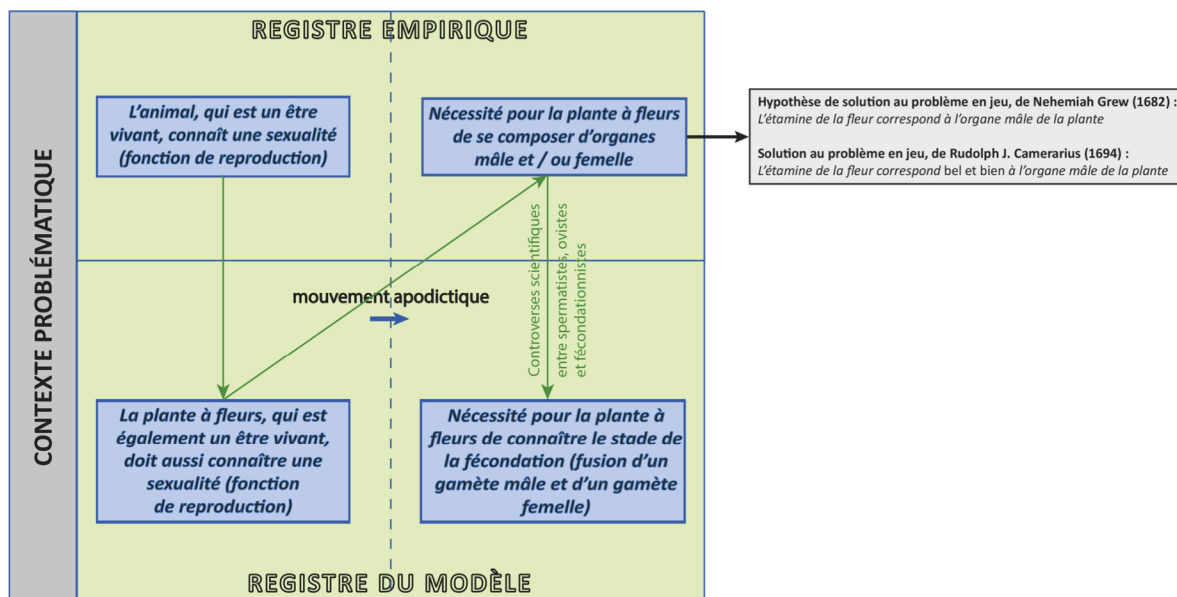 CONTEXTE PROBLÉMATIQUE
REGISTRE EMPIRIQUE
L'animal, qui est un être
vivant, connaît une sexualité
(fonction de reproduction)
Nécessité pour la plante à fleurs
de se composer d'organes
mâle et / ou femelle
Hypothèse de solution au problème en jeu, de Nehemiah Grew (1682) :
L'étamine de la fleur correspond à l'organe mâle de la plante
Solution au problème en jeu, de Rudolph J. Camerarius (1694) :
L'étamine de la fleur correspond bel et bien à l'organe mâle de la plante
Controverses scientifiques
entre spermatistes, ovistes
et fécondationnistes
mouvement apodictique
La plante à fleurs, qui est
également un être vivant,
doit aussi connaître une
sexualité (fonction
de reproduction)
Nécessité pour la plante à
fleurs de connaître le stade de
la fécondation (fusion d'un
gamète mâle et d'un gamète
femelle)
REGISTRE DU MODÈLE